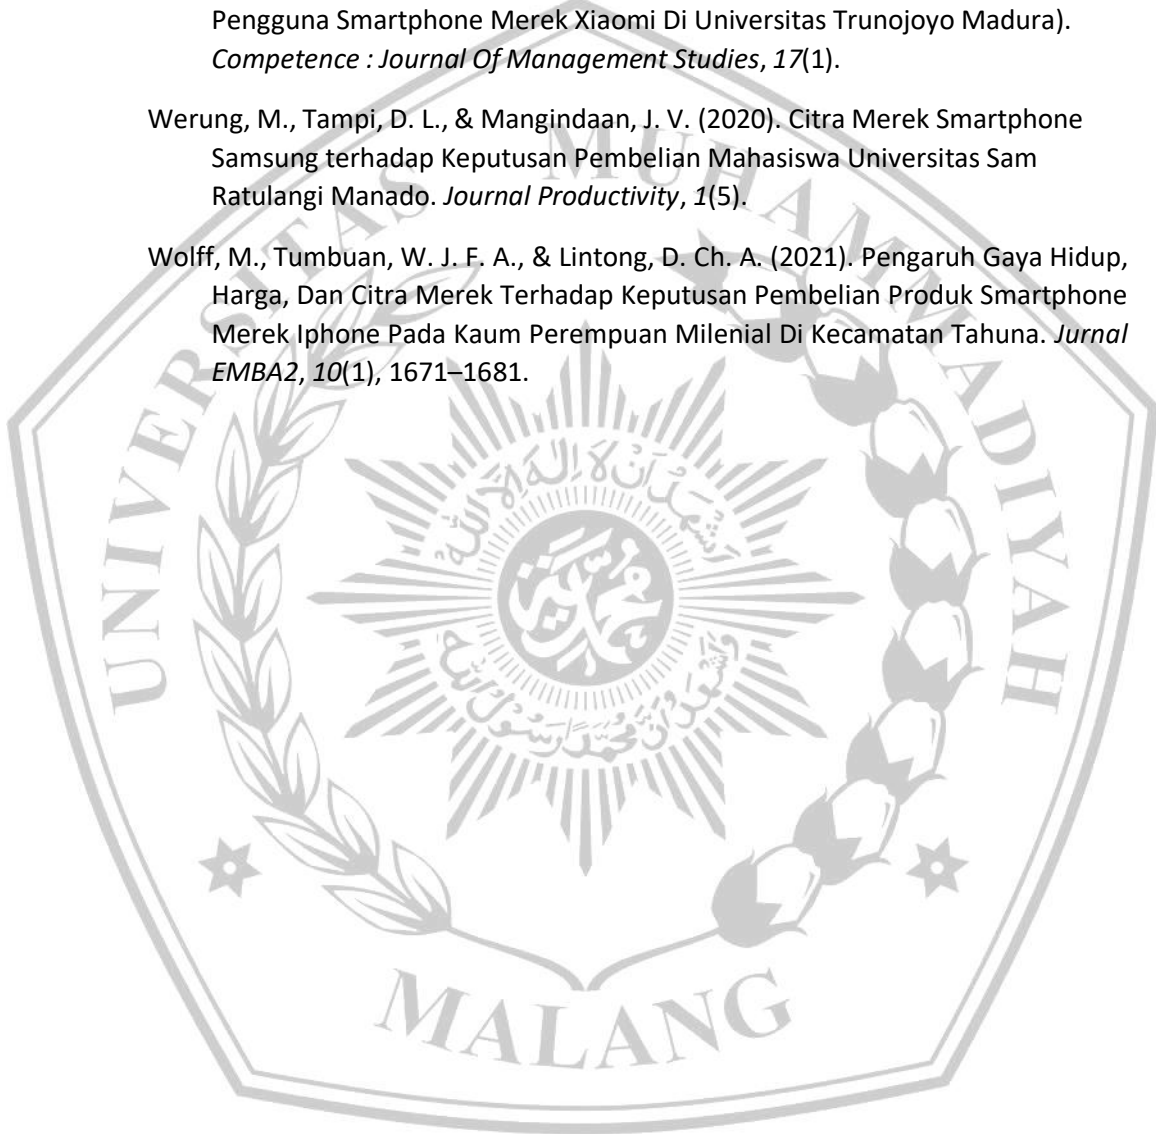 Pengguna Smartphone Merek Xiaomi Di Universitas Trunojoyo Madura).
Competence : Journal Of Management Studies, 17(1).
Werung, M., Tampi, D. L., & Mangindaan, J. V. (2020). Citra Merek Smartphone
Samsung terhadap Keputusan Pembelian Mahasiswa Universitas Sam
Ratulangi Manado. Journal Productivity, 1(5).
Wolff, M., Tumbuan, W. J. F. A., & Lintong, D. Ch. A. (2021). Pengaruh Gaya Hidup,
Harga, Dan Citra Merek Terhadap Keputusan Pembelian Produk Smartphone
Merek Iphone Pada Kaum Perempuan Milenial Di Kecamatan Tahuna. Jurnal
EMBA2, 10(1), 1671–1681.
UNIVERSITAS MUHAMMADIYAH
MALANG